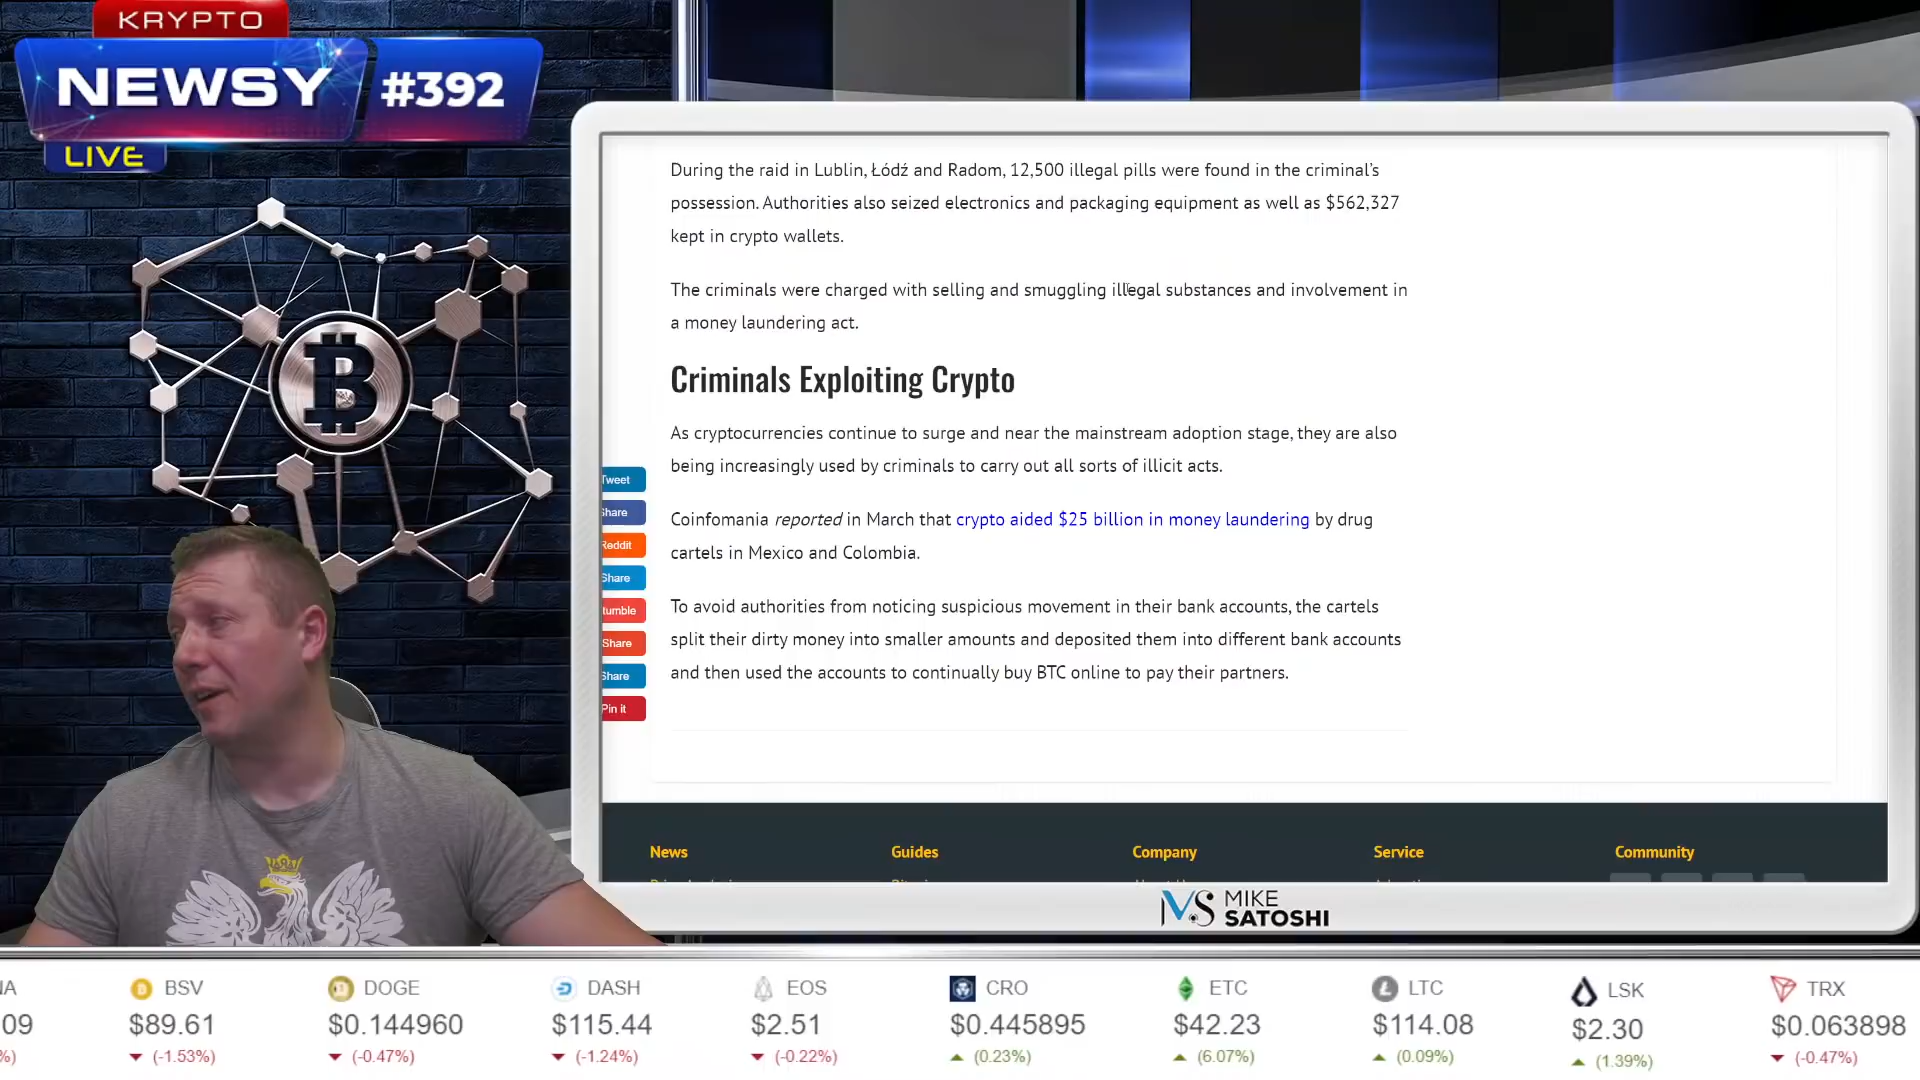 KRYPTO
NEWSY #392
LIVE
During the raid in Lublin, Łódź and Radom, 12,500 illegal pills were found in the criminal’s
possession. Authorities also seized electronics and packaging equipment as well as $562,327
kept in crypto wallets.
The criminals were charged with selling and smuggling illegal substances and involvement in
a money laundering act.
Criminals Exploiting Crypto
As cryptocurrencies continue to surge and near the mainstream adoption stage, they are also
being increasingly used by criminals to carry out all sorts of illicit acts.
Coinfomania reported in March that crypto aided $25 billion in money laundering by drug
cartels in Mexico and Colombia.
To avoid authorities from noticing suspicious movement in their bank accounts, the cartels
split their dirty money into smaller amounts and deposited them into different bank accounts
and then used the accounts to continually buy BTC online to pay their partners.
Tweet
Share
Reddit
Share
tumble
Share
Share
Pin it
News Guides Company Service Community
MS MIKE
SATOSHI
NA BSV DOGE DASH EOS CRO ETC LTC LSK TRX
09 $89.61 $0.144960 $115.44 $2.51 $0.445895 $42.23 $114.08 $2.30 $0.063898
%) (-1.53%) (-0.47%) (-1.24%) (-0.22%) (0.23%) (6.07%) (0.09%) (1.39%) (-0.47%)